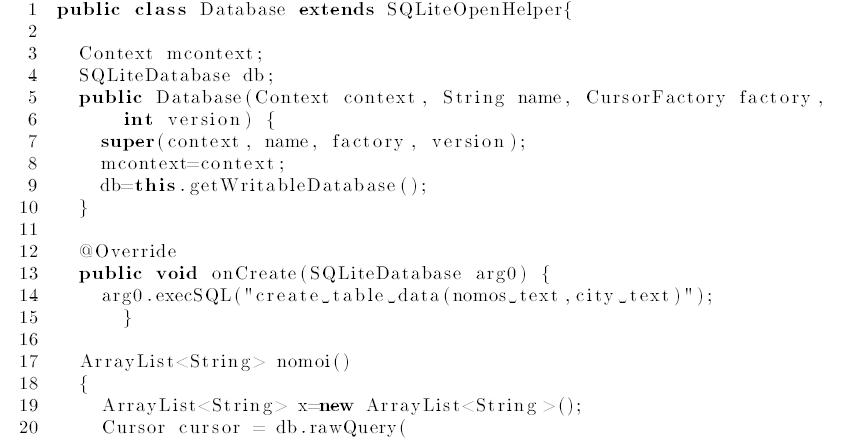 1 public class Database extends SQLiteOpenHelper{
2
3 Context mcontext;
4 SQLiteDatabase db;
5 public Database(Context context, String name, CursorFactory factory,
6 int version) {
7 super(context, name, factory, version);
8 mcontext=context;
9 db=this.getWritableDatabase();
10 }
11
12 @Override
13 public void onCreate(SQLiteDatabase arg0) {
14 arg0.execSQL("create␣table␣data(nomos␣text,city␣text)");
15 }
16
17 ArrayList<String> nomoi()
18 {
19 ArrayList<String> x=new ArrayList<String>();
20 Cursor cursor = db.rawQuery(